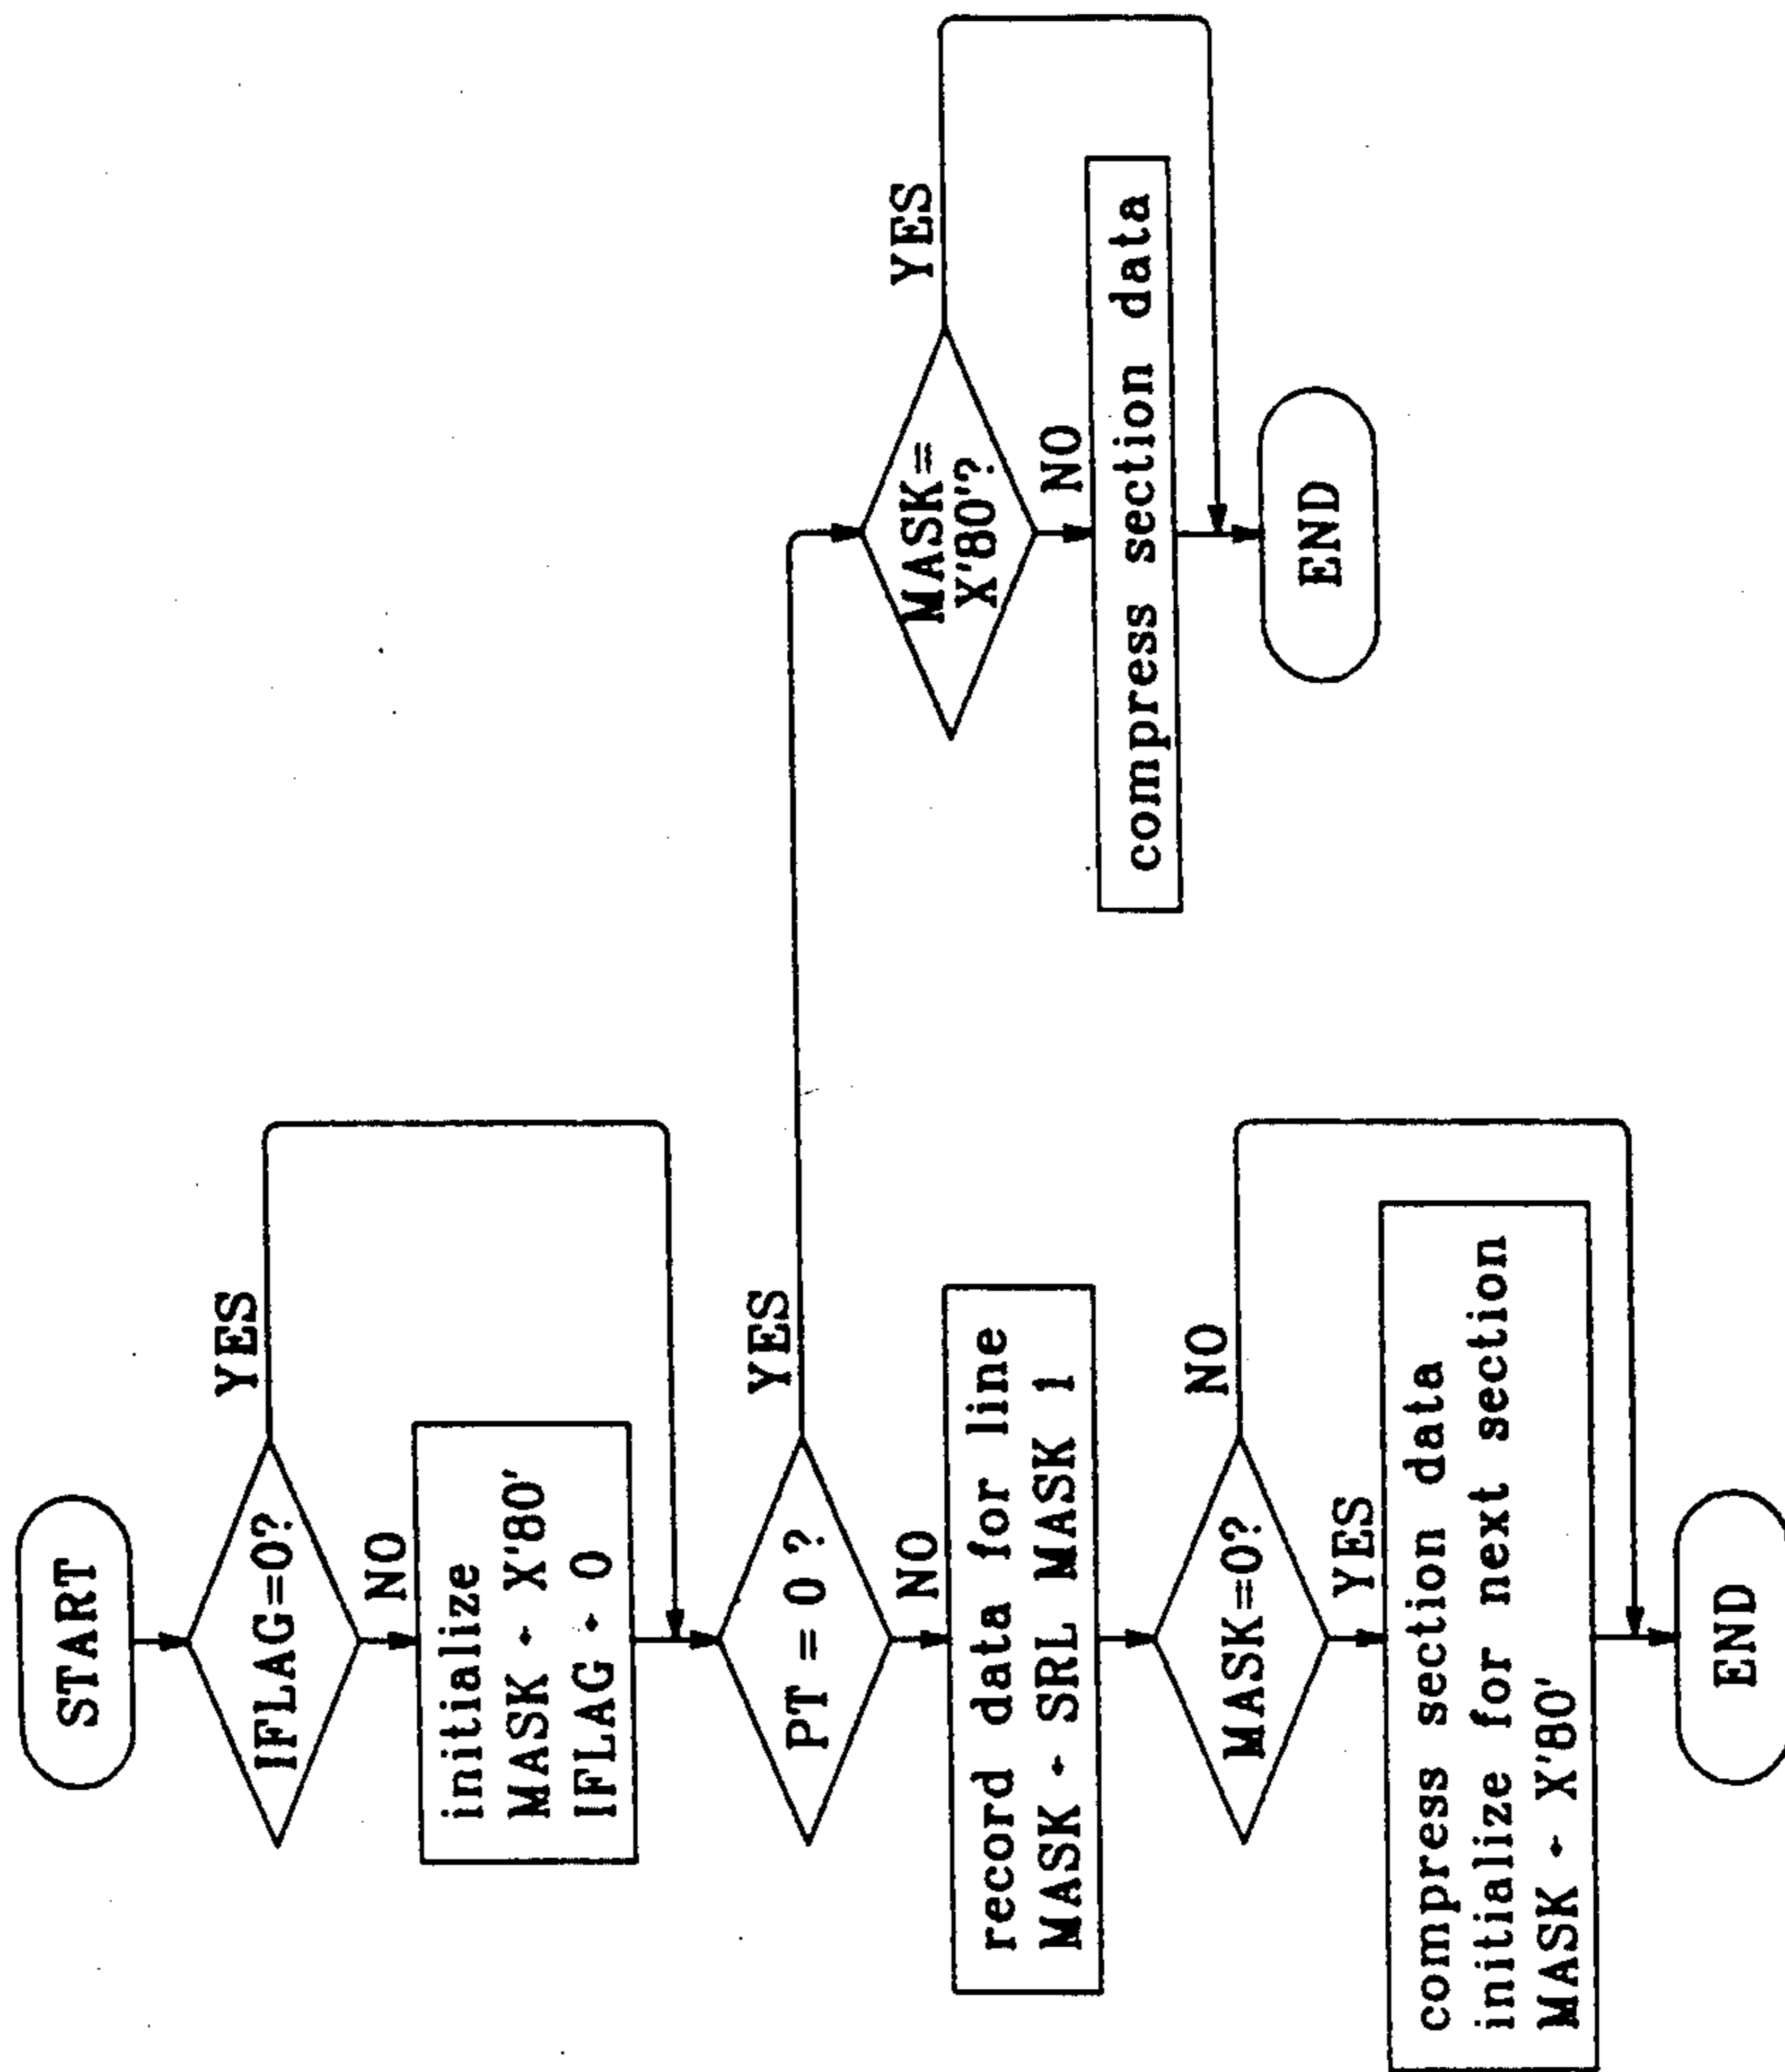 START
IFLAG=0?
YES
NO
initialize
MASK ← X'80'
IFLAG ← 0
PT = 0 ?
YES
NO
record data for line
MASK ← SRL MASK 1
MASK=0?
NO
YES
compress section data
initialize for next section
MASK ← X'80'
END
MASK=
X'80'?
YES
NO
compress section data
END